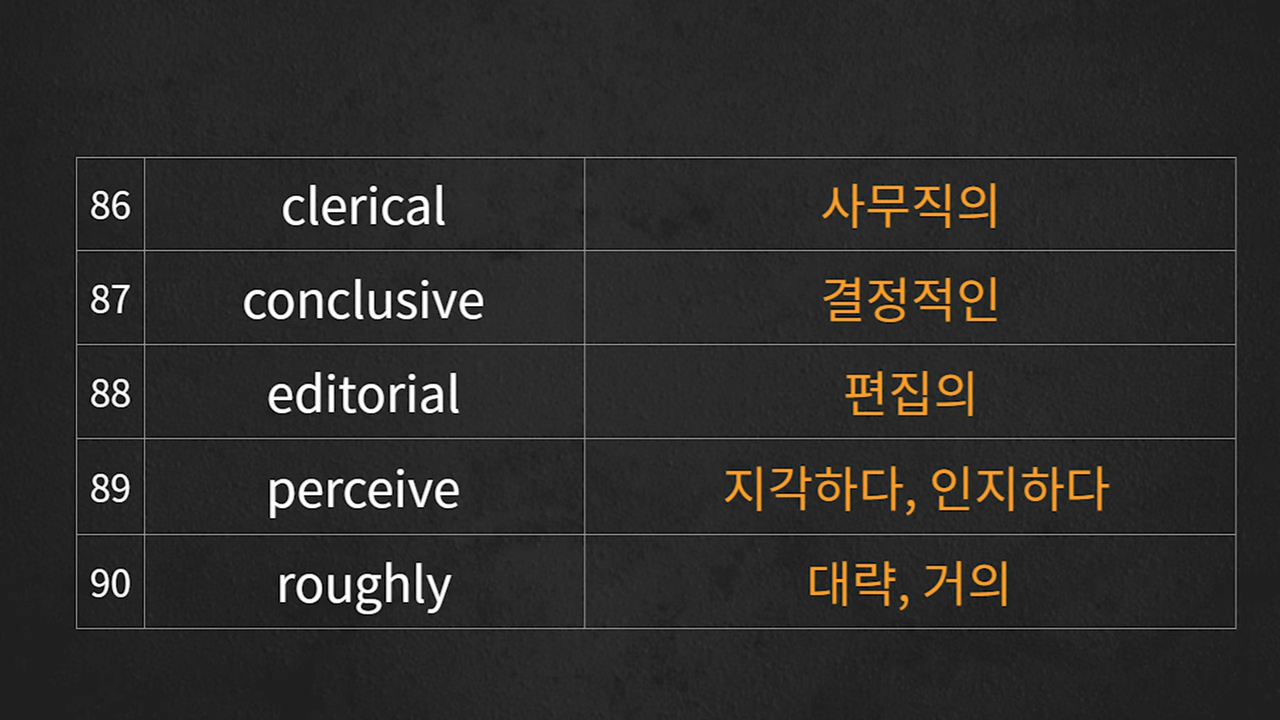 86 clerical 사무직의
87 conclusive 결정적인
88 editorial 편집의
89 perceive 지각하다, 인지하다
90 roughly 대략, 거의